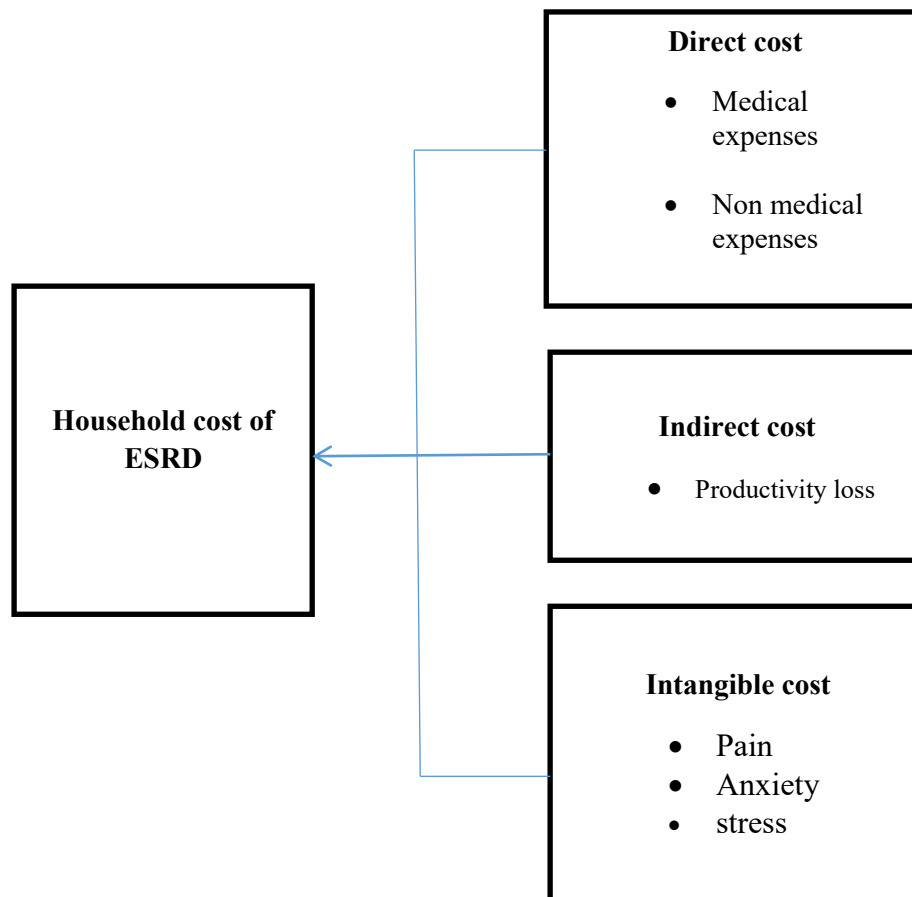 Direct cost
• Medical
expenses
• Non medical
expenses
Household cost of
ESRD
Indirect cost
• Productivity loss
Intangible cost
• Pain
• Anxiety
• stress